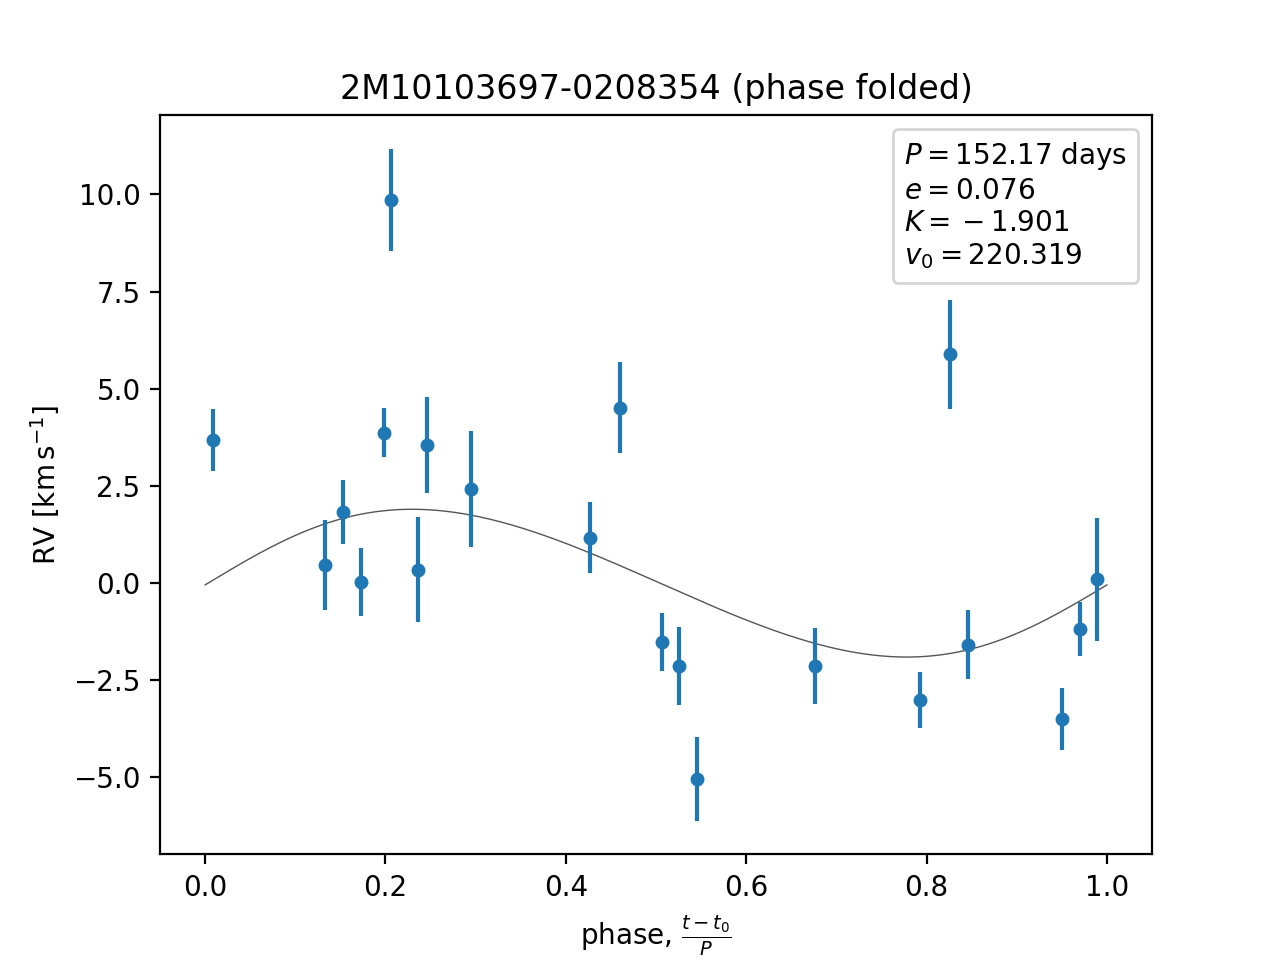 2M10103697-0208354 (phase folded)
P = 152.17 days
e = 0.076
K = −1.901
v₀ = 220.319
10.0
7.5
5.0
2.5
0.0
−2.5
−5.0
RV [km s⁻¹]
0.0 0.2 0.4 0.6 0.8 1.0
phase, (t − t₀)/P